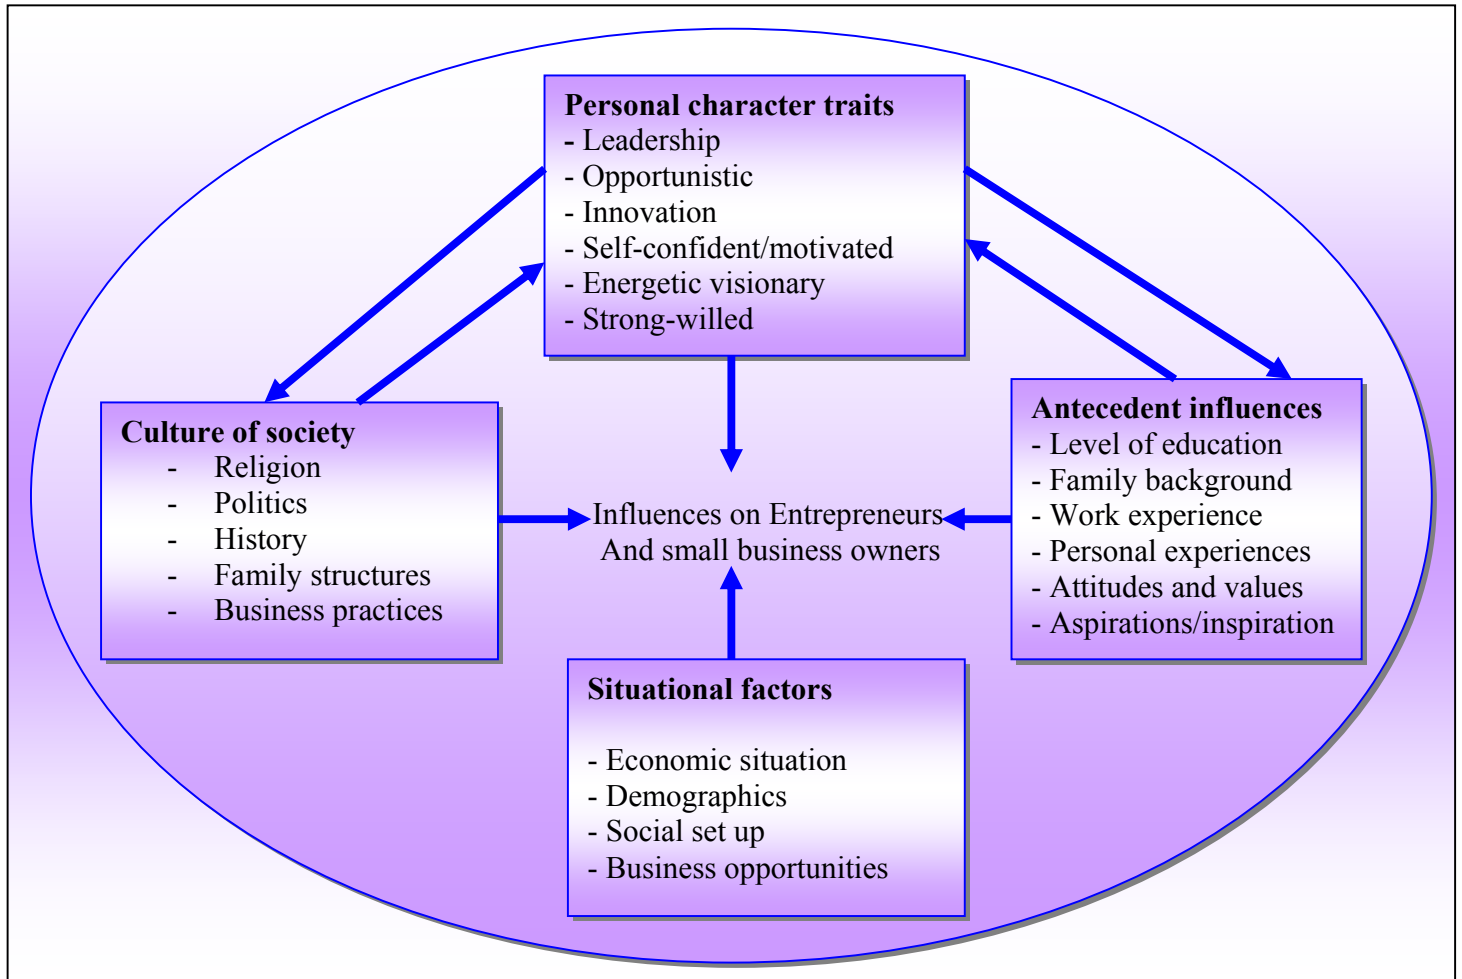 Personal character traits
- Leadership
- Opportunistic
- Innovation
- Self-confident/motivated
- Energetic visionary
- Strong-willed
Culture of society
- Religion
- Politics
- History
- Family structures
- Business practices
Influences on Entrepreneurs
And small business owners
Antecedent influences
- Level of education
- Family background
- Work experience
- Personal experiences
- Attitudes and values
- Aspirations/inspiration
Situational factors
- Economic situation
- Demographics
- Social set up
- Business opportunities